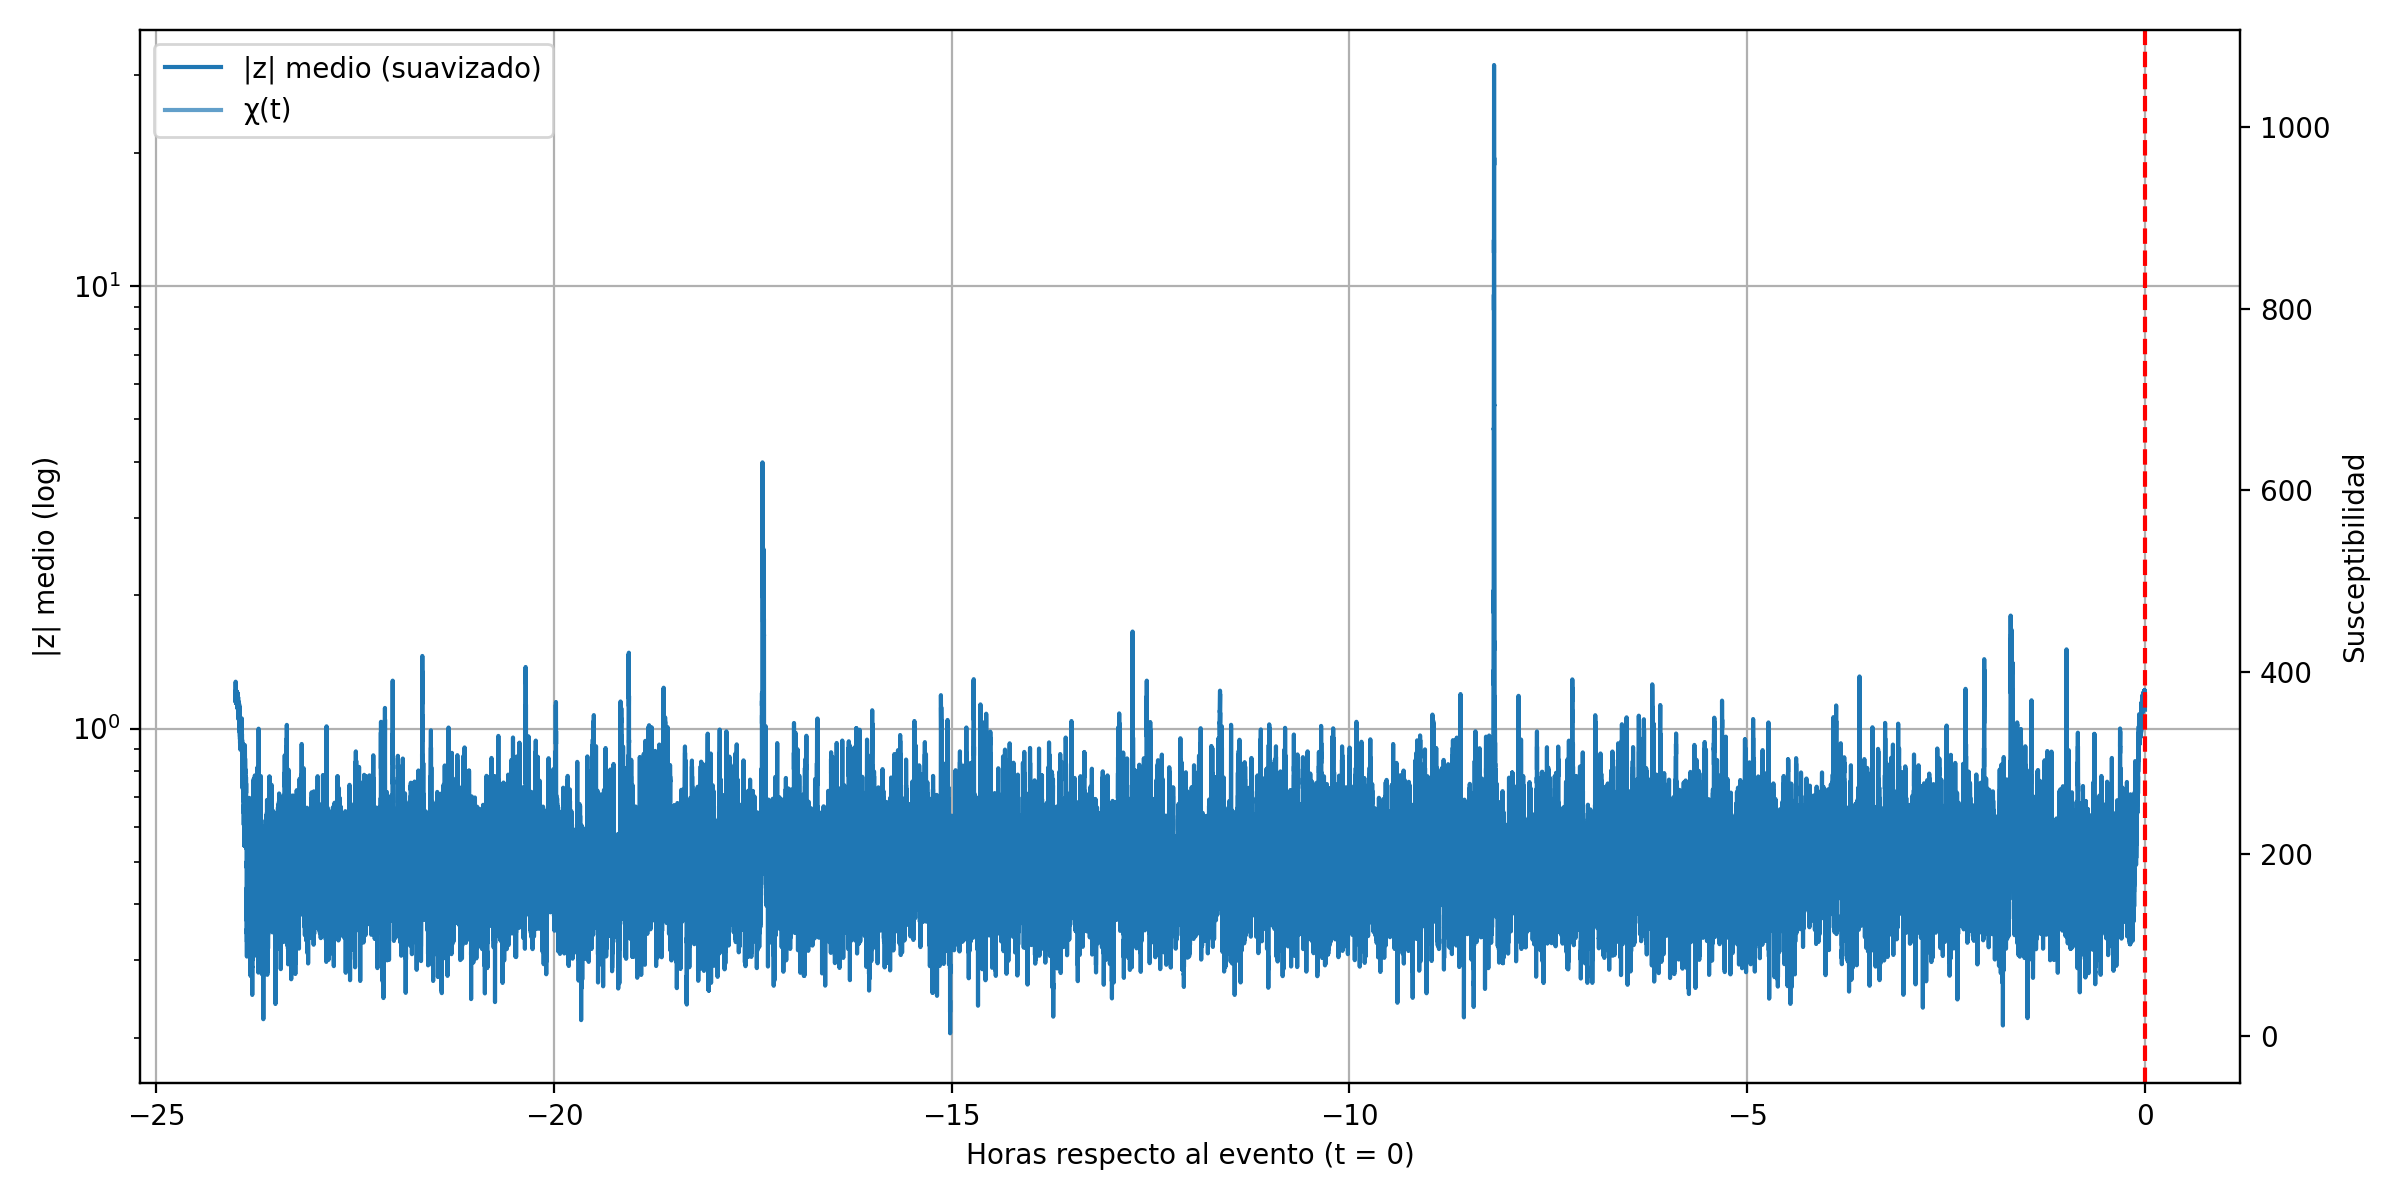 |z| medio (suavizado)
χ(t)
10¹
10⁰
|z| medio (log)
1000
800
600
400
200
0
Susceptibilidad
−25 −20 −15 −10 −5 0
Horas respecto al evento (t = 0)